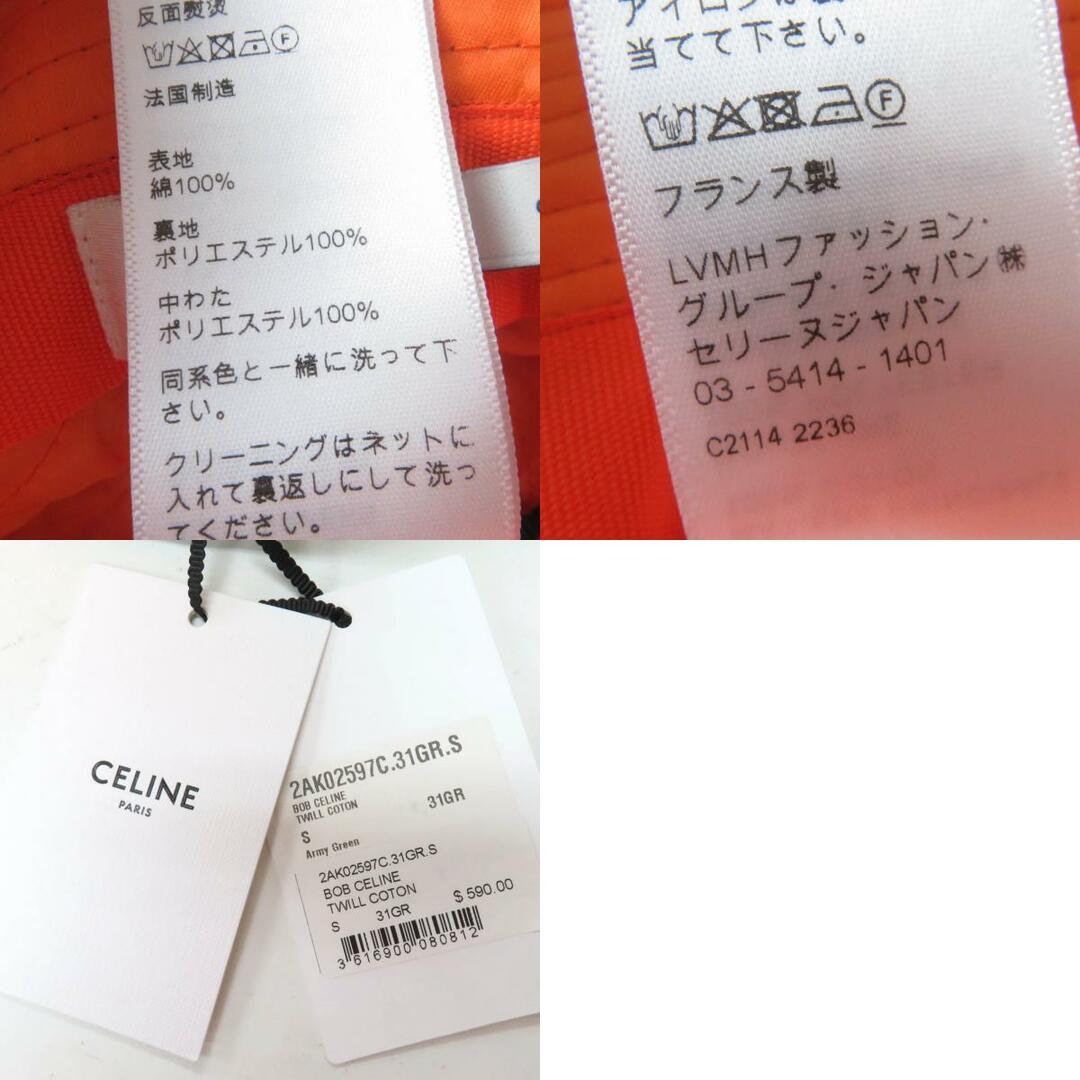 反面熨烫
F
法国制造
表地
綿100%
裏地
ポリエステル100%
中わた
ポリエステル100%
同系色と一緒に洗って下
さい。
クリーニングはネットに
入れて裏返しにして洗っ
てください。
当てて下さい。
F
フランス製
LVMHファッション・
グループ・ジャパン㈱
セリーヌジャパン
03 - 5414 - 1401
C2114 2236
CELINE
PARIS
2AK02597C.31GR.S
BOB CELINE
TWILL COTON 31GR
S
Army Green
2AK02597C.31GR.S
BOB CELINE
TWILL COTON $ 590.00
S 31GR
3 616900 080812